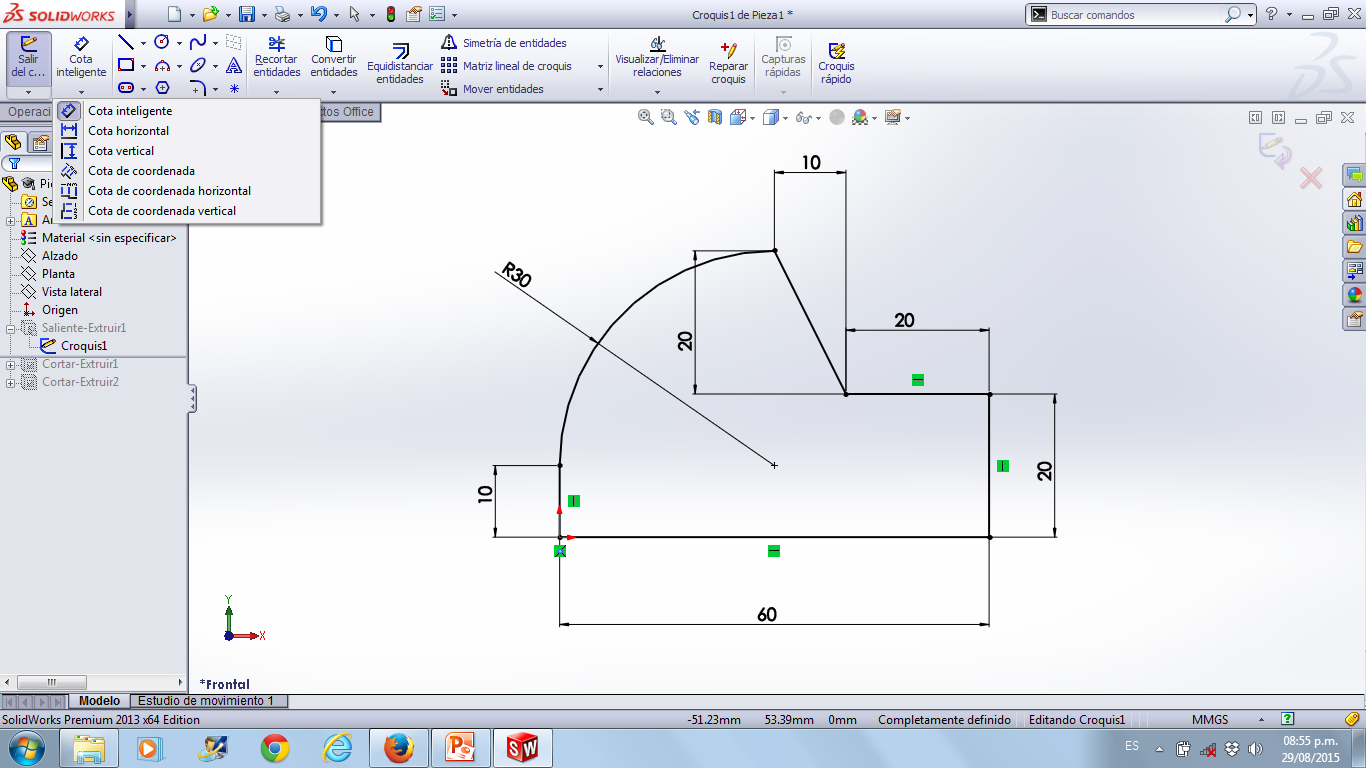 SOLIDWORKS
Croquis1 de Pieza1 *
Buscar comandos
Salir del c...
Cota inteligente
Recortar entidades
Convertir entidades
Equidistanciar entidades
Simetría de entidades
Matriz lineal de croquis
Mover entidades
Visualizar/Eliminar relaciones
Reparar croquis
Capturas rápidas
Croquis rápido
Operaci
ctos Office
Cota inteligente
Cota horizontal
Cota vertical
Cota de coordenada
Cota de coordenada horizontal
Cota de coordenada vertical
Pi
Se
A
Material <sin especificar>
Alzado
Planta
Vista lateral
Origen
Saliente-Extruir1
Croquis1
Cortar-Extruir1
Cortar-Extruir2
10
R30
20
20
10
20
60
Y
X
*Frontal
Modelo
Estudio de movimiento 1
SolidWorks Premium 2013 x64 Edition
-51.23mm
53.39mm
0mm
Completamente definido
Editando Croquis1
MMGS
ES
08:55 p.m.
29/08/2015